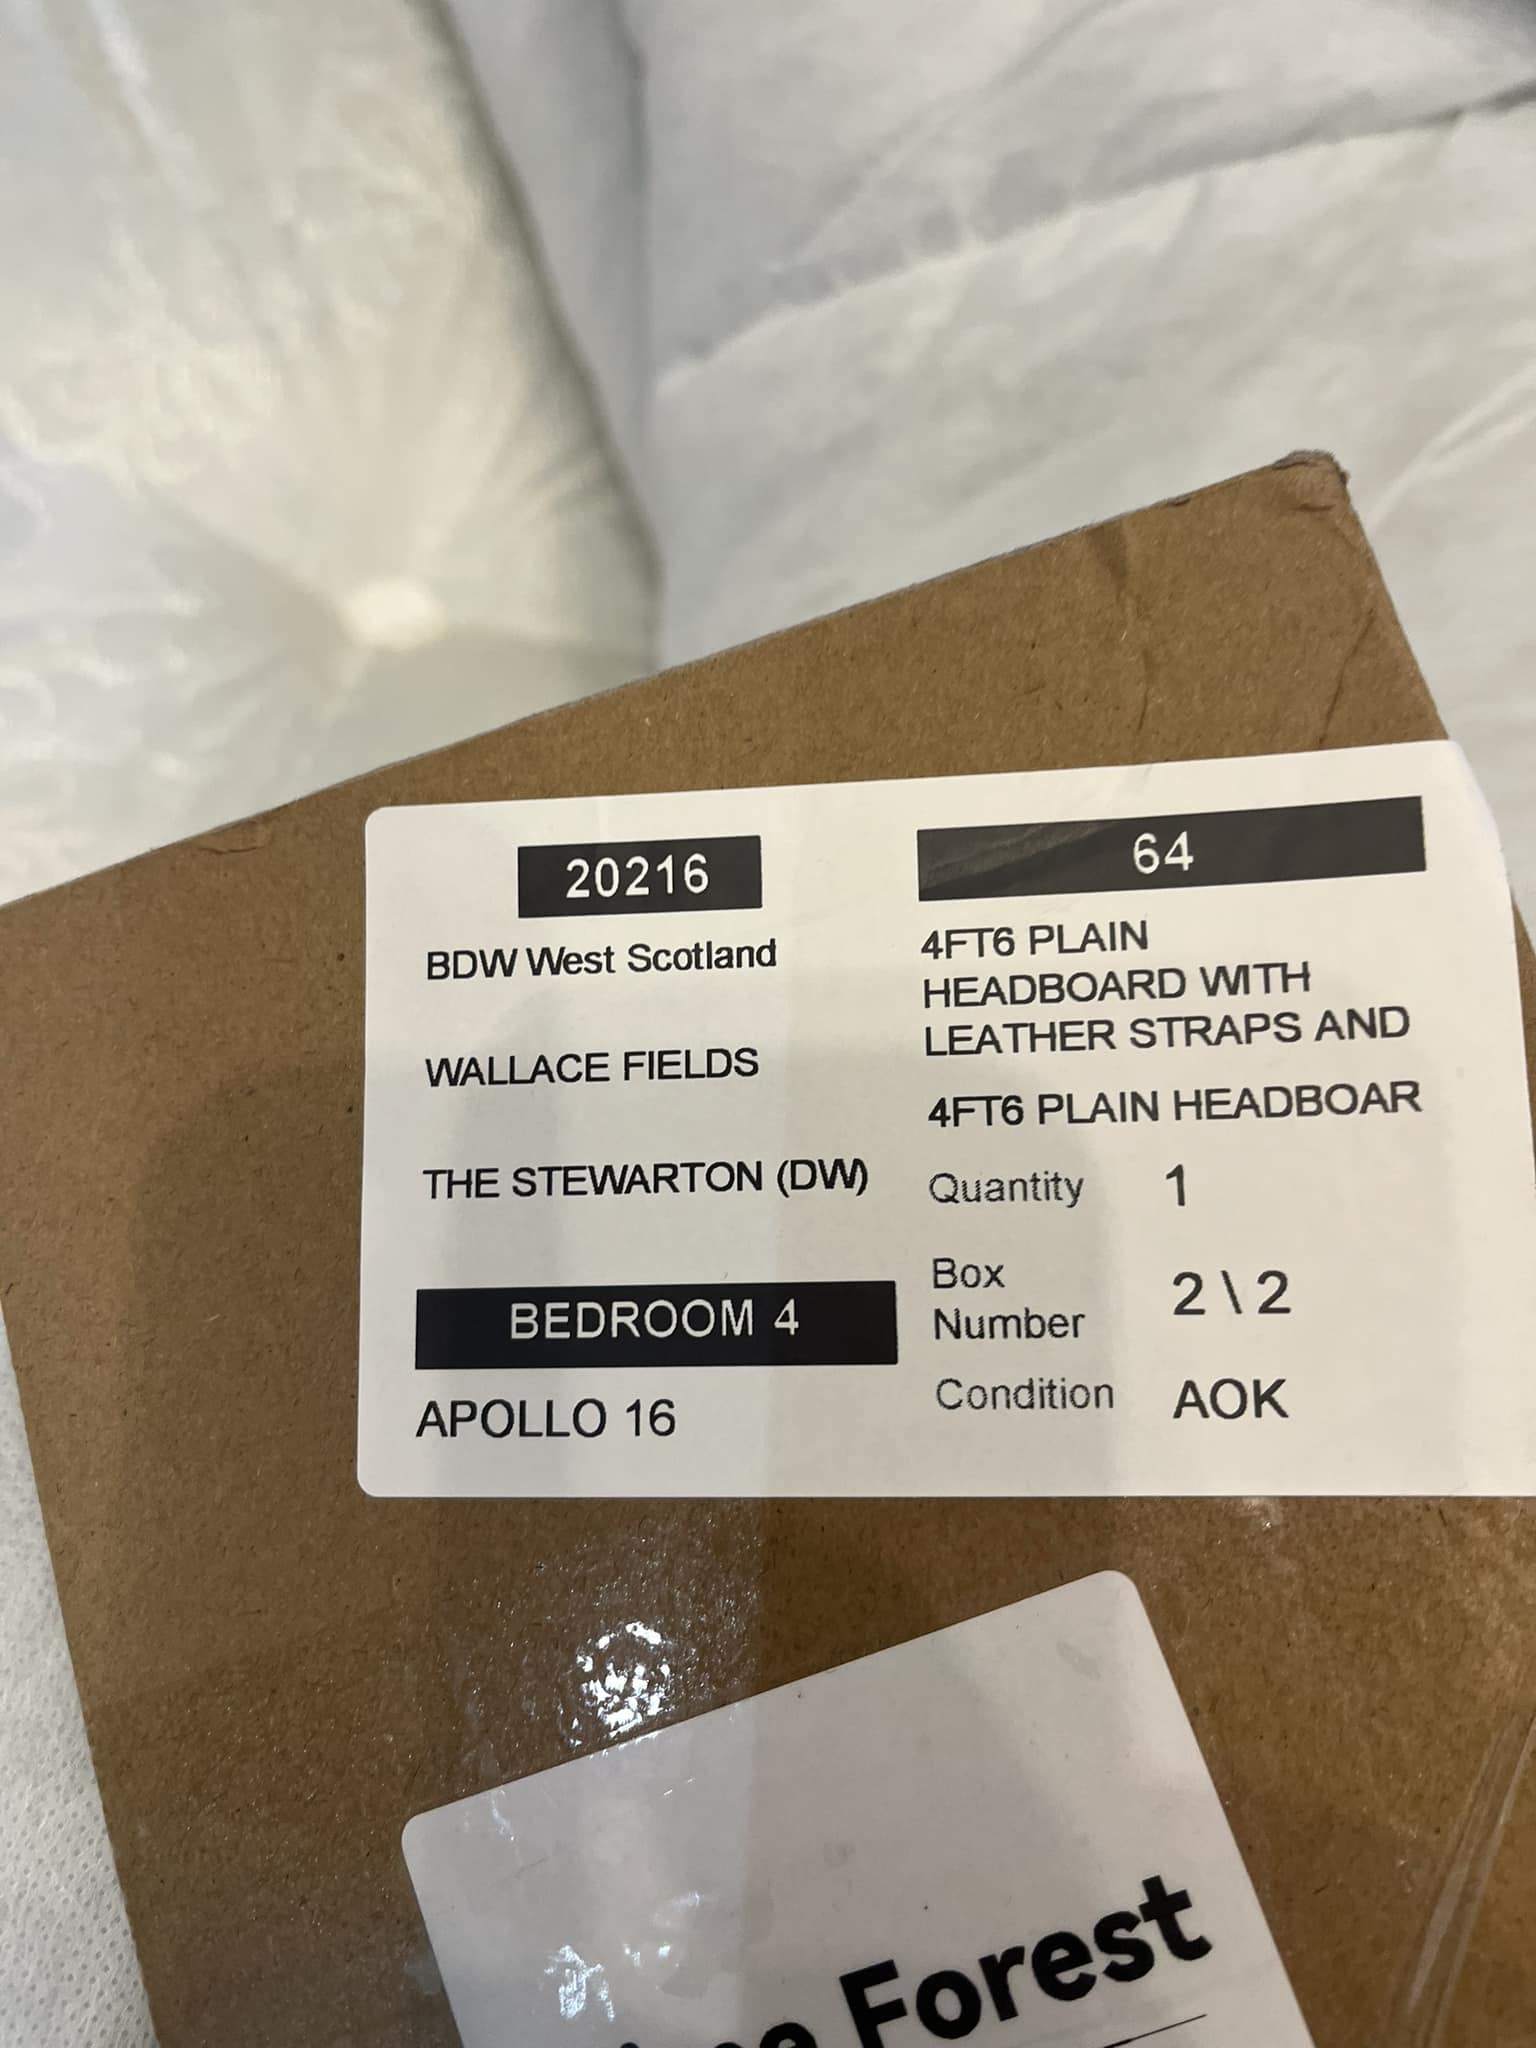 20216
BDW West Scotland
WALLACE FIELDS
THE STEWARTON (DW)
BEDROOM 4
APOLLO 16
64
4FT6 PLAIN
HEADBOARD WITH
LEATHER STRAPS AND
4FT6 PLAIN HEADBOAR
Quantity 1
Box
Number 2 \ 2
Condition AOK
Forest